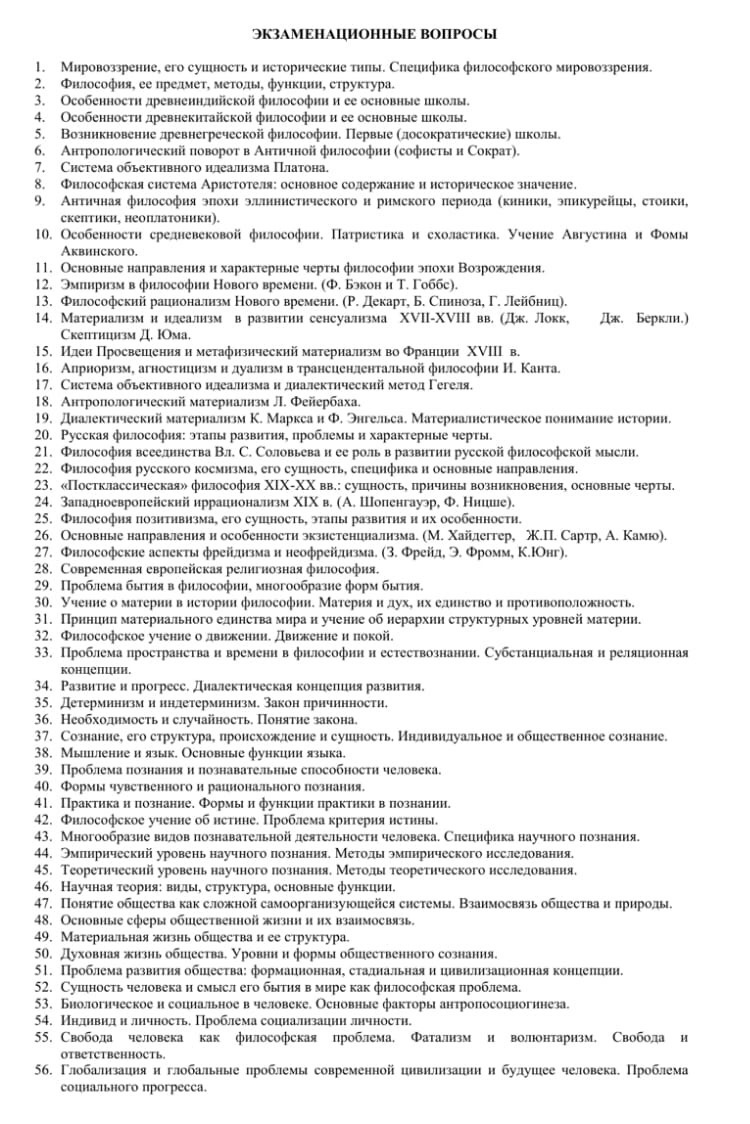 ЭКЗАМЕНАЦИОННЫЕ ВОПРОСЫ
1. Мировоззрение, его сущность и исторические типы. Специфика философского мировоззрения.
2. Философия, ее предмет, методы, функции, структура.
3. Особенности древнеиндийской философии и ее основные школы.
4. Особенности древнекитайской философии и ее основные школы.
5. Возникновение древнегреческой философии. Первые (досократические) школы.
6. Антропологический поворот в Античной философии (софисты и Сократ).
7. Система объективного идеализма Платона.
8. Философская система Аристотеля: основное содержание и историческое значение.
9. Античная философия эпохи эллинистического и римского периода (киники, эпикурейцы, стоики,
скептики, неоплатоники).
10. Особенности средневековой философии. Патристика и схоластика. Учение Августина и Фомы
Аквинского.
11. Основные направления и характерные черты философии эпохи Возрождения.
12. Эмпиризм в философии Нового времени. (Ф. Бэкон и Т. Гоббс).
13. Философский рационализм Нового времени. (Р. Декарт, Б. Спиноза, Г. Лейбниц).
14. Материализм и идеализм в развитии сенсуализма XVII-XVIII вв. (Дж. Локк, Дж. Беркли.)
Скептицизм Д. Юма.
15. Идеи Просвещения и метафизический материализм во Франции XVIII в.
16. Априоризм, агностицизм и дуализм в трансцендентальной философии И. Канта.
17. Система объективного идеализма и диалектический метод Гегеля.
18. Антропологический материализм Л. Фейербаха.
19. Диалектический материализм К. Маркса и Ф. Энгельса. Материалистическое понимание истории.
20. Русская философия: этапы развития, проблемы и характерные черты.
21. Философия всеединства Вл. С. Соловьева и ее роль в развитии русской философской мысли.
22. Философия русского космизма, его сущность, специфика и основные направления.
23. «Постклассическая» философия XIX-XX вв.: сущность, причины возникновения, основные черты.
24. Западноевропейский иррационализм XIX в. (А. Шопенгауэр, Ф. Ницше).
25. Философия позитивизма, его сущность, этапы развития и их особенности.
26. Основные направления и особенности экзистенциализма. (М. Хайдеггер, Ж.П. Сартр, А. Камю).
27. Философские аспекты фрейдизма и неофрейдизма. (З. Фрейд, Э. Фромм, К.Юнг).
28. Современная европейская религиозная философия.
29. Проблема бытия в философии, многообразие форм бытия.
30. Учение о материи в истории философии. Материя и дух, их единство и противоположность.
31. Принцип материального единства мира и учение об иерархии структурных уровней материи.
32. Философское учение о движении. Движение и покой.
33. Проблема пространства и времени в философии и естествознании. Субстанциальная и реляционная
концепции.
34. Развитие и прогресс. Диалектическая концепция развития.
35. Детерминизм и индетерминизм. Закон причинности.
36. Необходимость и случайность. Понятие закона.
37. Сознание, его структура, происхождение и сущность. Индивидуальное и общественное сознание.
38. Мышление и язык. Основные функции языка.
39. Проблема познания и познавательные способности человека.
40. Формы чувственного и рационального познания.
41. Практика и познание. Формы и функции практики в познании.
42. Философское учение об истине. Проблема критерия истины.
43. Многообразие видов познавательной деятельности человека. Специфика научного познания.
44. Эмпирический уровень научного познания. Методы эмпирического исследования.
45. Теоретический уровень научного познания. Методы теоретического исследования.
46. Научная теория: виды, структура, основные функции.
47. Понятие общества как сложной самоорганизующейся системы. Взаимосвязь общества и природы.
48. Основные сферы общественной жизни и их взаимосвязь.
49. Материальная жизнь общества и ее структура.
50. Духовная жизнь общества. Уровни и формы общественного сознания.
51. Проблема развития общества: формационная, стадиальная и цивилизационная концепции.
52. Сущность человека и смысл его бытия в мире как философская проблема.
53. Биологическое и социальное в человеке. Основные факторы антропосоциогинеза.
54. Индивид и личность. Проблема социализации личности.
55. Свобода человека как философская проблема. Фатализм и волюнтаризм. Свобода и
ответственность.
56. Глобализация и глобальные проблемы современной цивилизации и будущее человека. Проблема
социального прогресса.